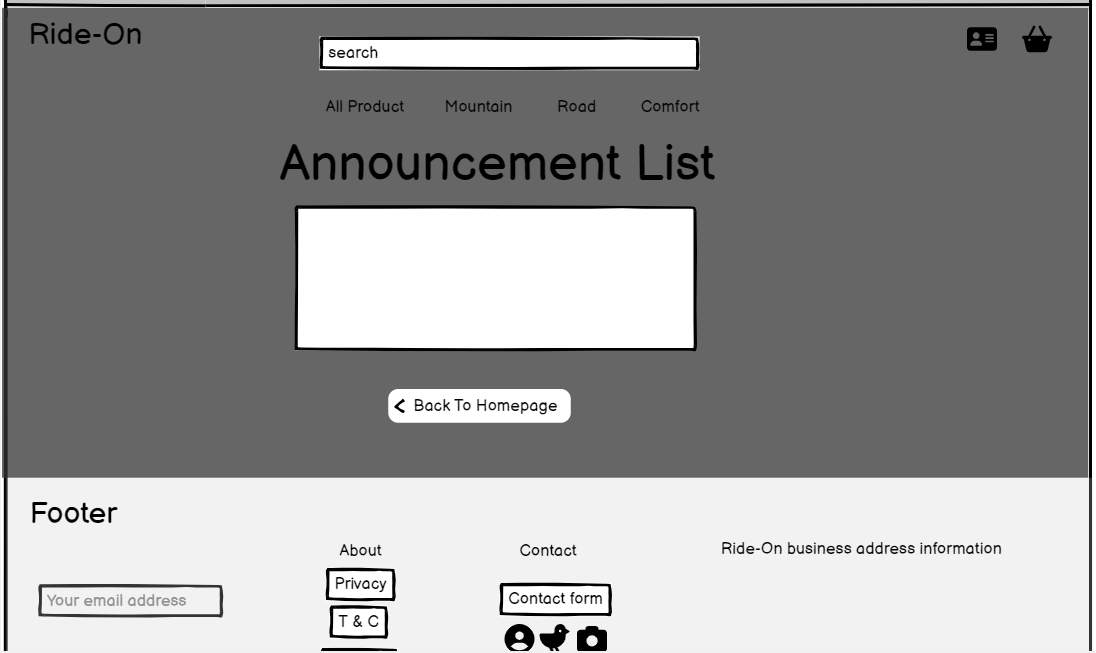 Ride-On
search
All Product Mountain Road Comfort
Announcement List
Back To Homepage
Footer
About Contact Ride-On business address information
Privacy
Your email address Contact form
T & C